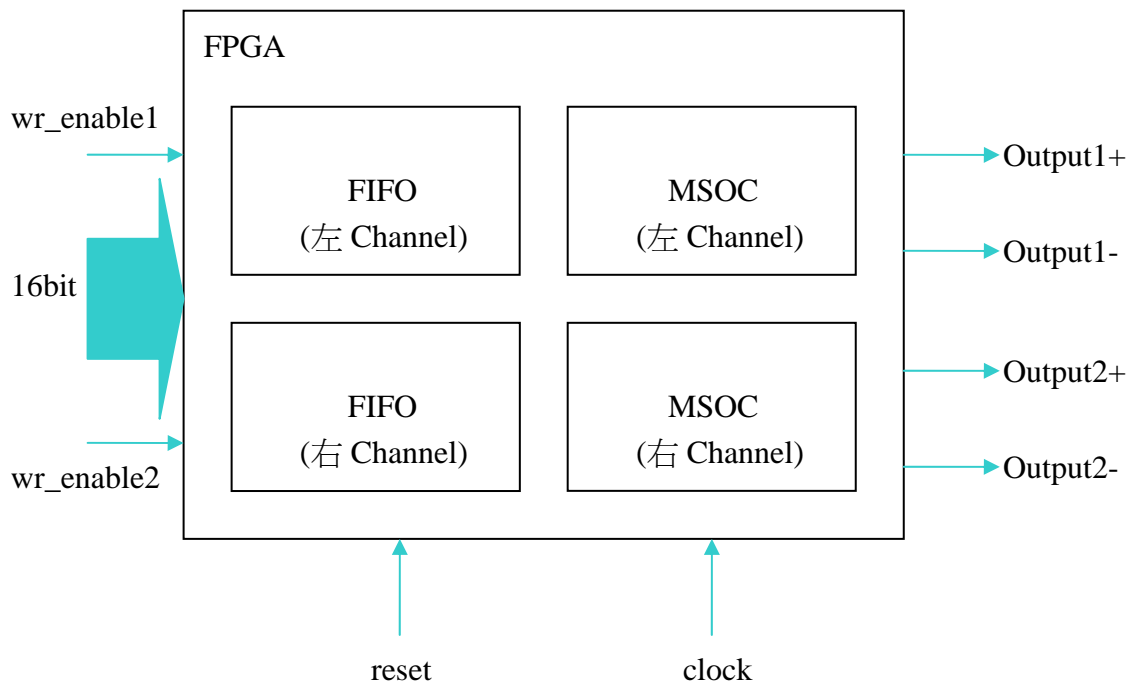 FPGA
wr_enable1
FIFO
(左 Channel)
MSOC
(左 Channel)
Output1+
Output1-
16bit
FIFO
(右 Channel)
MSOC
(右 Channel)
Output2+
Output2-
wr_enable2
reset
clock